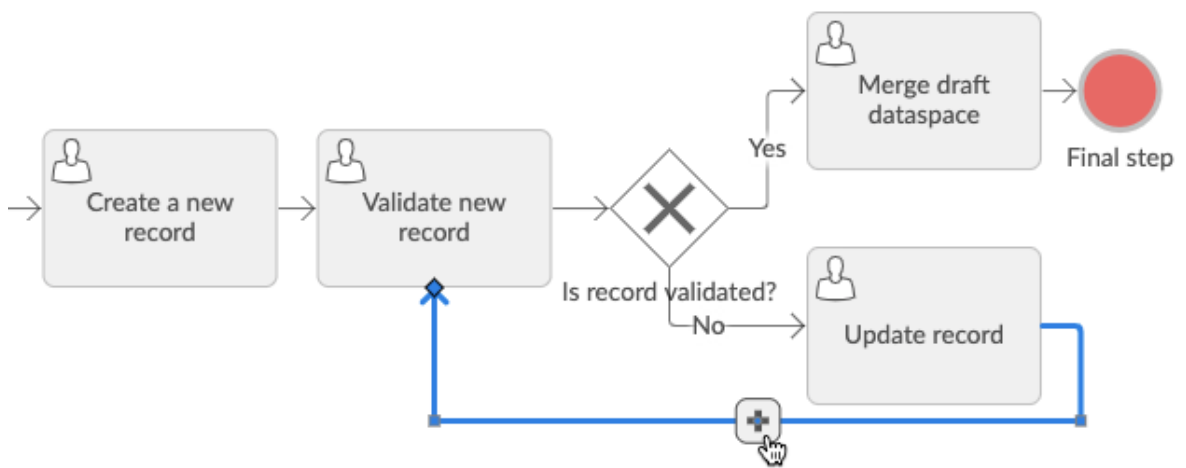 Merge draft
dataspace
Yes
Final step
Create a new
record
Validate new
record
Is record validated?
No
Update record